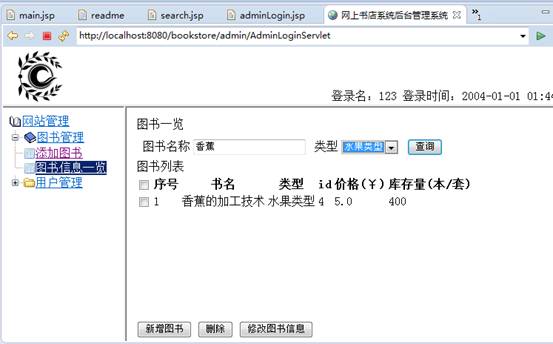 main.jsp readme search.jsp adminLogin.jsp 网上书店系统后台管理系统 »1
http://localhost:8080/bookstore/admin/AdminLoginServlet
登录名：123 登录时间：2004-01-01 01:44
网站管理
图书管理
添加图书
图书信息一览
用户管理
图书一览
图书名称 香蕉 类型 水果类型 查询
图书列表
序号 书名 类型 id 价格(￥) 库存量(本/套)
1 香蕉的加工技术 水果类型 4 5.0 400
新增图书 删除 修改图书信息